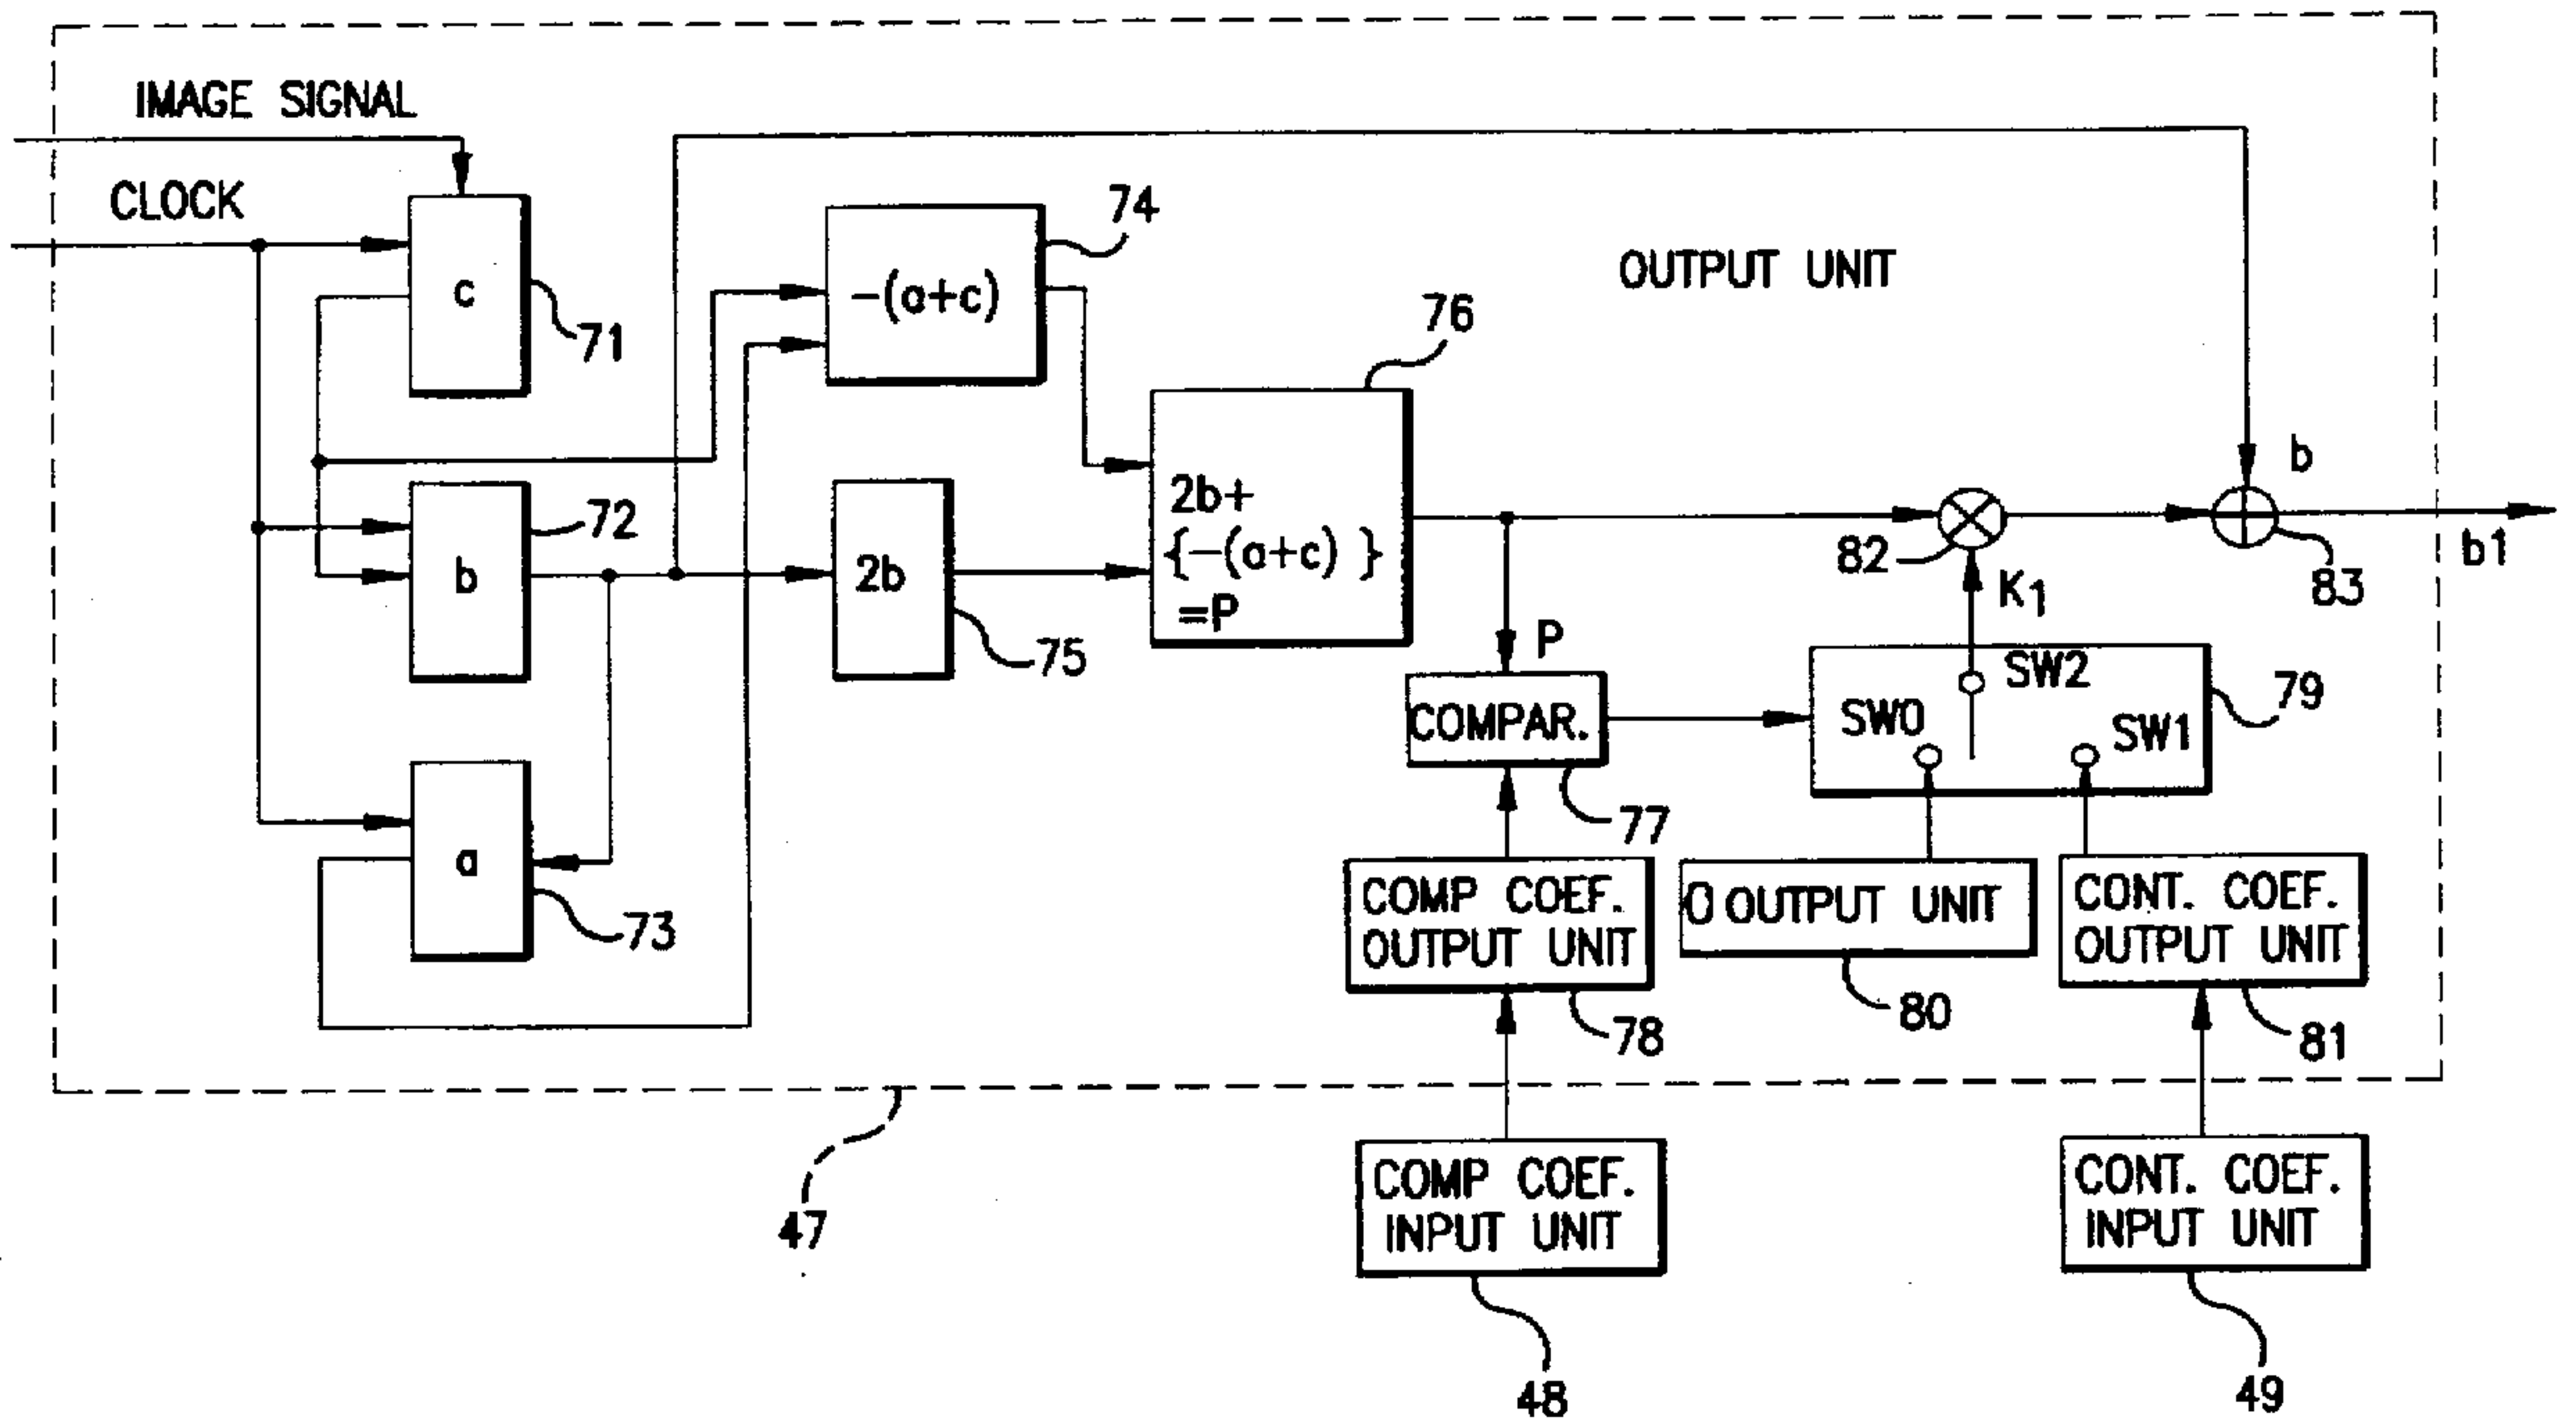 IMAGE SIGNAL
CLOCK
c
71
-(a+c)
74
OUTPUT UNIT
76
b
72
2b
75
2b+
{-(a+c) }
=P
82
K1
b
83
b1
P
COMPAR.
77
SW0
SW2
SW1
79
a
73
COMP COEF.
OUTPUT UNIT
78
0 OUTPUT UNIT
80
CONT. COEF.
OUTPUT UNIT
81
47
COMP COEF.
INPUT UNIT
48
CONT. COEF.
INPUT UNIT
49